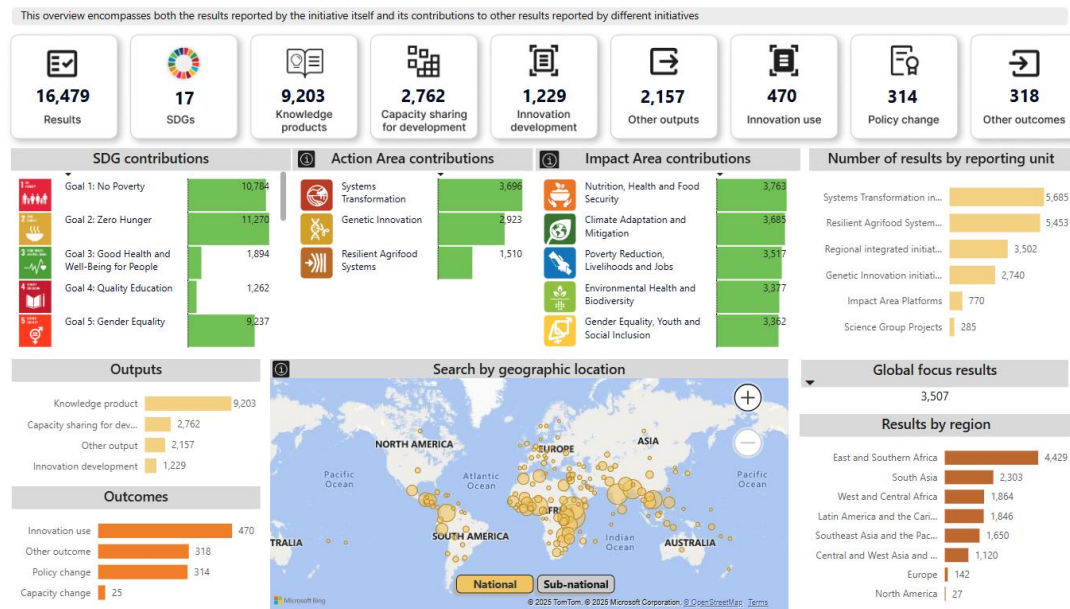 This overview encompasses both the results reported by the initiative itself and its contributions to other results reported by different initiatives
16,479
Results
17
SDGs
9,203
Knowledge
products
2,762
Capacity sharing
for development
1,229
Innovation
development
2,157
Other outputs
470
Innovation use
314
Policy change
318
Other outcomes
SDG contributions
Goal 1: No Poverty 10,784
Goal 2: Zero Hunger 11,270
Goal 3: Good Health and
Well-Being for People 1,894
Goal 4: Quality Education 1,262
Goal 5: Gender Equality 9,237
Action Area contributions
Systems
Transformation 3,696
Genetic Innovation 2,923
Resilient Agrifood
Systems 1,510
Impact Area contributions
Nutrition, Health and Food
Security 3,763
Climate Adaptation and
Mitigation 3,685
Poverty Reduction,
Livelihoods and Jobs 3,517
Environmental Health and
Biodiversity 3,377
Gender Equality, Youth and
Social Inclusion 3,362
Number of results by reporting unit
Systems Transformation in... 5,685
Resilient Agrifood System... 5,453
Regional integrated initiat... 3,502
Genetic Innovation initiati... 2,740
Impact Area Platforms 770
Science Group Projects 285
Outputs
Knowledge product 9,203
Capacity sharing for dev... 2,762
Other output 2,157
Innovation development 1,229
Outcomes
Innovation use 470
Other outcome 318
Policy change 314
Capacity change 25
Search by geographic location
NORTH AMERICA
EUROPE
ASIA
Pacific
Ocean
Atlantic
Ocean
Pacific
Ocean
AFRI
TRALIA
SOUTH AMERICA
Indian
Ocean
AUSTRALIA
National
Sub-national
Microsoft Bing
© 2025 TomTom, © 2025 Microsoft Corporation, © OpenStreetMap Terms
Global focus results
3,507
Results by region
East and Southern Africa 4,429
South Asia 2,303
West and Central Africa 1,864
Latin America and the Cari... 1,846
Southeast Asia and the Pac... 1,650
Central and West Asia and ... 1,120
Europe 142
North America 27